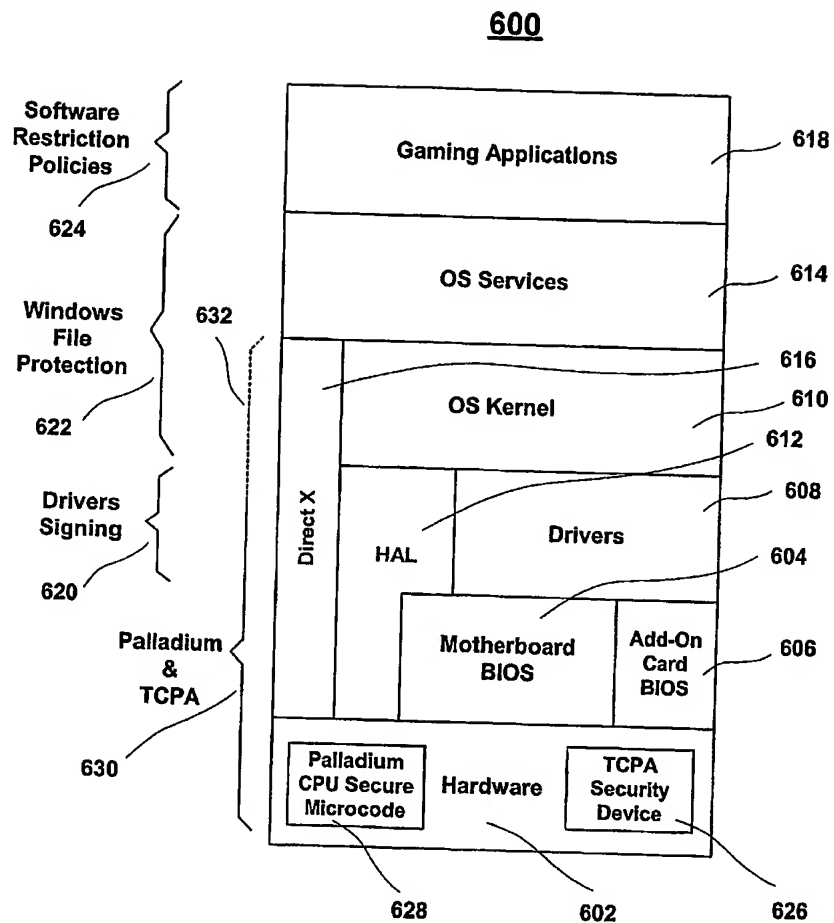 600
Software
Restriction
Policies
624
Gaming Applications
618
OS Services
614
Windows
File
Protection
622
632
616
OS Kernel
610
612
Drivers
Signing
620
Direct X
HAL
Drivers
608
604
Motherboard
BIOS
Add-On
Card
BIOS
606
Palladium
&
TCPA
630
Palladium
CPU Secure
Microcode
Hardware
TCPA
Security
Device
628
602
626